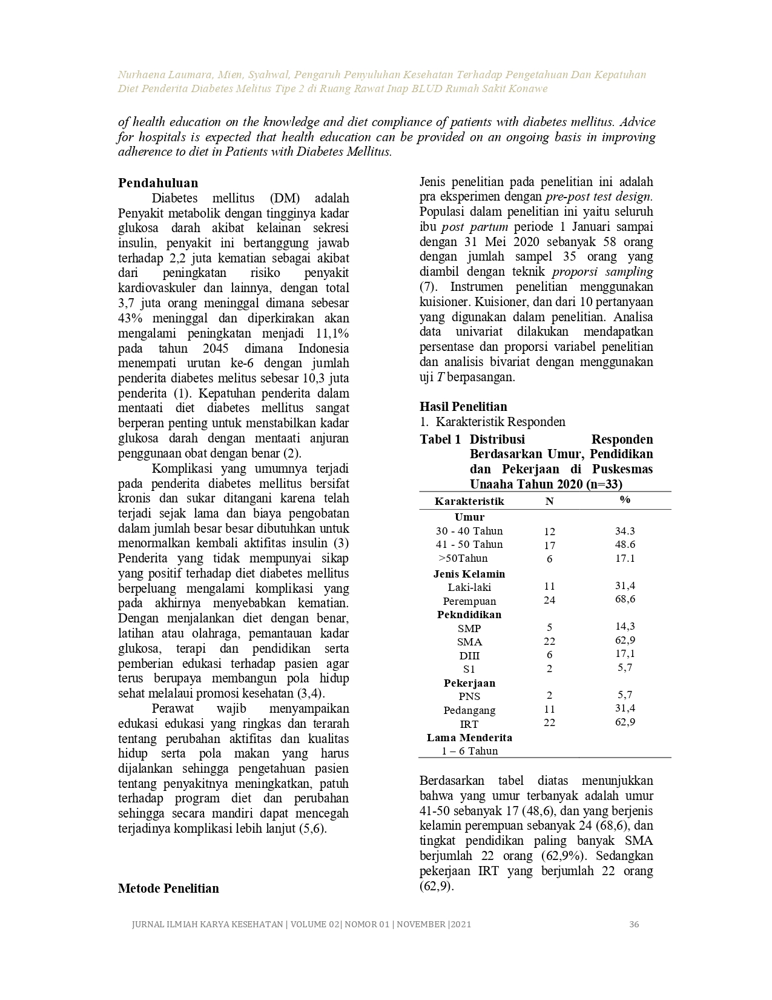 Nurhaena Laumara, Mien, Syahwal, Pengaruh Penyuluhan Kesehatan Terhadap Pengetahuan Dan Kepatuhan
Diet Penderita Diabetes Melitus Tipe 2 di Ruang Rawat Inap BLUD Rumah Sakit Konawe
of health education on the knowledge and diet compliance of patients with diabetes mellitus. Advice
for hospitals is expected that health education can be provided on an ongoing basis in improving
adherence to diet in Patients with Diabetes Mellitus.
Pendahuluan
Diabetes mellitus (DM) adalah
Penyakit metabolik dengan tingginya kadar
glukosa darah akibat kelainan sekresi
insulin, penyakit ini bertanggung jawab
terhadap 2,2 juta kematian sebagai akibat
dari peningkatan risiko penyakit
kardiovaskuler dan lainnya, dengan total
3,7 juta orang meninggal dimana sebesar
43% meninggal dan diperkirakan akan
mengalami peningkatan menjadi 11,1%
pada tahun 2045 dimana Indonesia
menempati urutan ke-6 dengan jumlah
penderita diabetes melitus sebesar 10,3 juta
penderita (1). Kepatuhan penderita dalam
mentaati diet diabetes mellitus sangat
berperan penting untuk menstabilkan kadar
glukosa darah dengan mentaati anjuran
penggunaan obat dengan benar (2).
Komplikasi yang umumnya terjadi
pada penderita diabetes mellitus bersifat
kronis dan sukar ditangani karena telah
terjadi sejak lama dan biaya pengobatan
dalam jumlah besar besar dibutuhkan untuk
menormalkan kembali aktifitas insulin (3)
Penderita yang tidak mempunyai sikap
yang positif terhadap diet diabetes mellitus
berpeluang mengalami komplikasi yang
pada akhirnya menyebabkan kematian.
Dengan menjalankan diet dengan benar,
latihan atau olahraga, pemantauan kadar
glukosa, terapi dan pendidikan serta
pemberian edukasi terhadap pasien agar
terus berupaya membangun pola hidup
sehat melalaui promosi kesehatan (3,4).
Perawat wajib menyampaikan
edukasi edukasi yang ringkas dan terarah
tentang perubahan aktifitas dan kualitas
hidup serta pola makan yang harus
dijalankan sehingga pengetahuan pasien
tentang penyakitnya meningkatkan, patuh
terhadap program diet dan perubahan
sehingga secara mandiri dapat mencegah
terjadinya komplikasi lebih lanjut (5,6).
Metode Penelitian
Jenis penelitian pada penelitian ini adalah
pra eksperimen dengan pre-post test design.
Populasi dalam penelitian ini yaitu seluruh
ibu post partum periode 1 Januari sampai
dengan 31 Mei 2020 sebanyak 58 orang
dengan jumlah sampel 35 orang yang
diambil dengan teknik proporsi sampling
(7). Instrumen penelitian menggunakan
kuisioner. Kuisioner, dan dari 10 pertanyaan
yang digunakan dalam penelitian. Analisa
data univariat dilakukan mendapatkan
persentase dan proporsi variabel penelitian
dan analisis bivariat dengan menggunakan
uji T berpasangan.
Hasil Penelitian
1. Karakteristik Responden
Tabel 1 Distribusi Responden
Berdasarkan Umur, Pendidikan
dan Pekerjaan di Puskesmas
Unaaha Tahun 2020 (n=33)
Karakteristik N %
Umur
30 - 40 Tahun 12 34.3
41 - 50 Tahun 17 48.6
>50Tahun 6 17.1
Jenis Kelamin
Laki-laki 11 31,4
Perempuan 24 68,6
Pekndidikan
SMP 5 14,3
SMA 22 62,9
DIII 6 17,1
S1 2 5,7
Pekerjaan
PNS 2 5,7
Pedangang 11 31,4
IRT 22 62,9
Lama Menderita
1 – 6 Tahun
Berdasarkan tabel diatas menunjukkan
bahwa yang umur terbanyak adalah umur
41-50 sebanyak 17 (48,6), dan yang berjenis
kelamin perempuan sebanyak 24 (68,6), dan
tingkat pendidikan paling banyak SMA
berjumlah 22 orang (62,9%). Sedangkan
pekerjaan IRT yang berjumlah 22 orang
(62,9).
JURNAL ILMIAH KARYA KESEHATAN | VOLUME 02| NOMOR 01 | NOVEMBER |2021 36